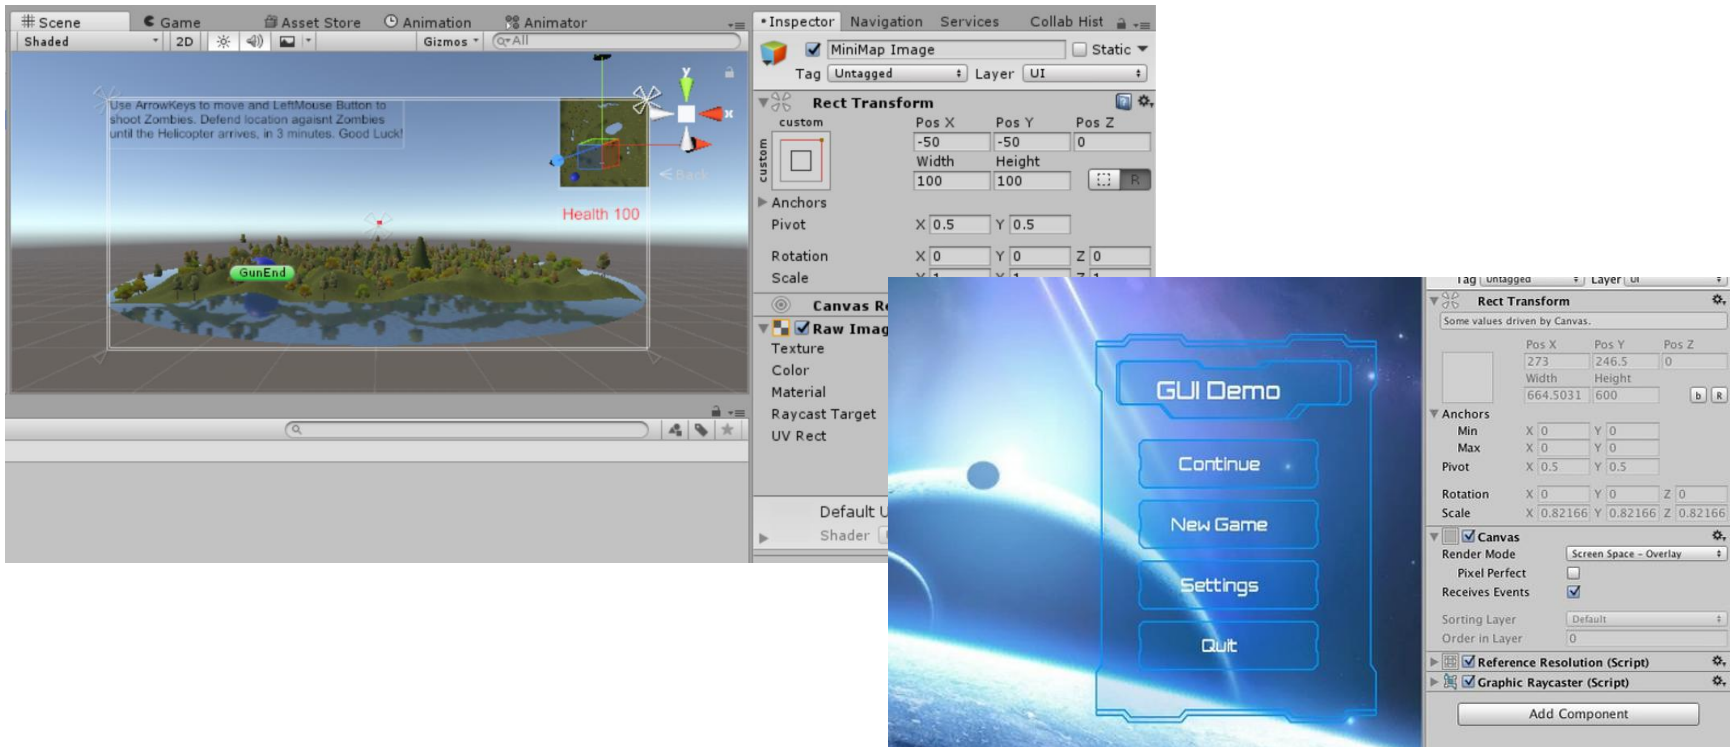 Scene Game Asset Store Animation Animator
Shaded 2D Gizmos All
Use ArrowKeys to move and LeftMouse Button to
shoot Zombies. Defend location agaisnt Zombies
until the Helicopter arrives, in 3 minutes. Good Luck!
y
x
Back
Health 100
GunEnd
Inspector Navigation Services Collab Hist
MiniMap Image Static
Tag Untagged Layer UI
Rect Transform
custom Pos X Pos Y Pos Z
custom
-50 -50 0
Width Height
100 100 R
Anchors
Pivot X 0.5 Y 0.5
Rotation X 0 Y 0 Z 0
Scale
Canvas Re
Raw Imag
Texture
Color
Material
Raycast Target
UV Rect
Default U
Shader
GUI Demo
Continue
New Game
Settings
Quit
Tag Untagged Layer UI
Rect Transform
Some values driven by Canvas.
Pos X Pos Y Pos Z
273 246.5 0
Width Height
664.5031 600 b R
Anchors
Min X 0 Y 0
Max X 0 Y 0
Pivot X 0.5 Y 0.5
Rotation X 0 Y 0 Z 0
Scale X 0.82166 Y 0.82166 Z 0.82166
Canvas
Render Mode Screen Space - Overlay
Pixel Perfect
Receives Events
Sorting Layer Default
Order in Layer 0
Reference Resolution (Script)
Graphic Raycaster (Script)
Add Component